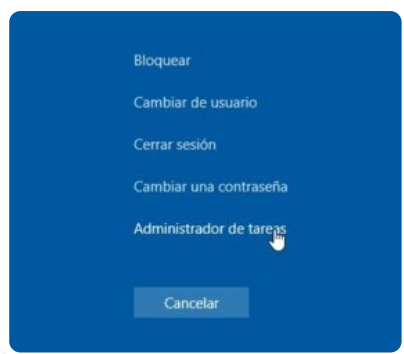 Bloquear
Cambiar de usuario
Cerrar sesión
Cambiar una contraseña
Administrador de tareas
Cancelar